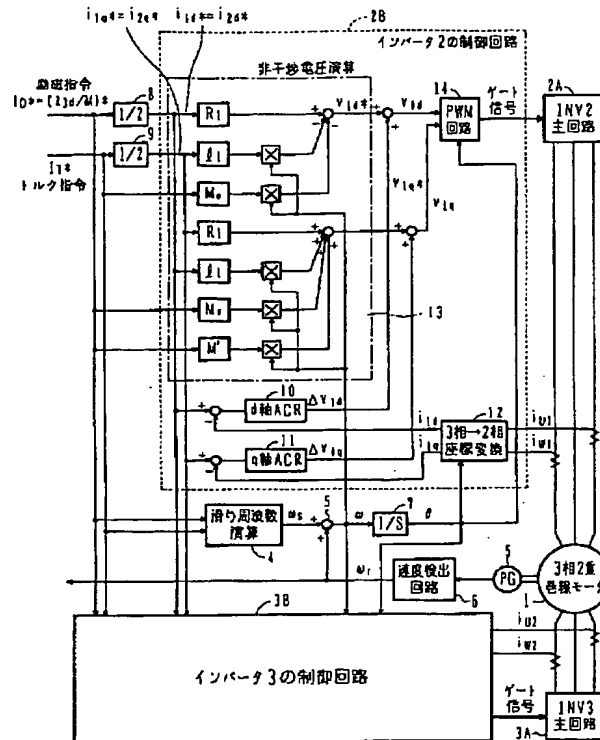 i1q*=i2q*
i1d*=i2d*
2B
インバータ2の制御回路
励磁指令
I0*=(λ2d/M)*
8
1/2
非干渉電圧演算
R1
v1d*
v1d
14
PWM
回路
ゲート
信号
2A
INV2
主回路
9
1/2
I1*
トルク指令
ℓ1
M0
v1q*
v1q
R1
ℓ1
M0
M'
13
10
d軸ACR
Δv1d
11
q軸ACR
Δv1q
i1d
i1q
12
3相→2相
座標変換
iU1
iW1
滑り周波数
演算
4
ωs
5
ω
7
1/S
θ
ωr
速度検出
回路
6
5
PG
3相2重
巻線モータ
1
3B
インバータ3の制御回路
iU2
iW2
ゲート
信号
INV3
主回路
3A